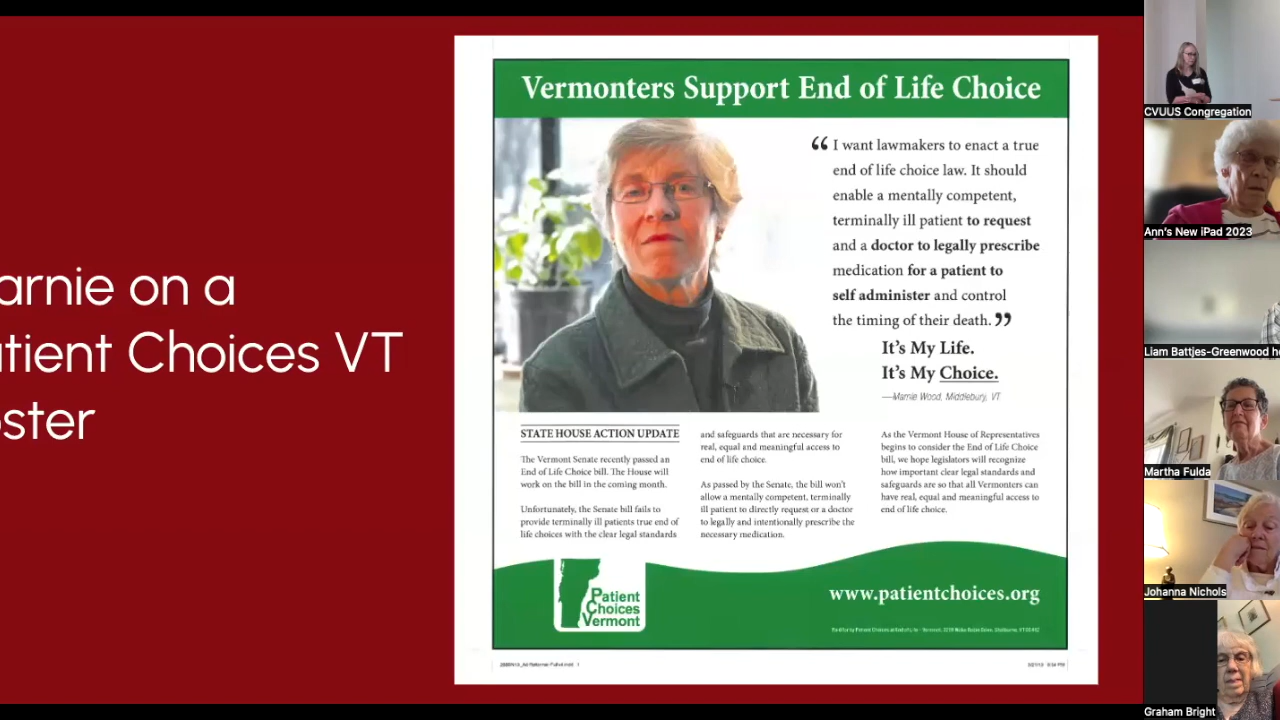 arnie on a
tient Choices VT
ster
Vermonters Support End of Life Choice
“ I want lawmakers to enact a true
end of life choice law. It should
enable a mentally competent,
terminally ill patient to request
and a doctor to legally prescribe
medication for a patient to
self administer and control
the timing of their death. ”
It’s My Life.
It’s My Choice.
—Marnie Wood, Middlebury, VT
STATE HOUSE ACTION UPDATE
The Vermont Senate recently passed an
End of Life Choice bill. The House will
work on the bill in the coming month.
Unfortunately, the Senate bill fails to
provide terminally ill patients true end of
life choices with the clear legal standards
and safeguards that are necessary for
real, equal and meaningful access to
end of life choice.
As passed by the Senate, the bill won’t
allow a mentally competent, terminally
ill patient to directly request or a doctor
to legally and intentionally prescribe the
necessary medication.
As the Vermont House of Representatives
begins to consider the End of Life Choice
bill, we hope legislators will recognize
how important clear legal standards and
safeguards are so that all Vermonters can
have real, equal and meaningful access to
end of life choice.
Patient
Choices
Vermont
www.patientchoices.org
CVUUS Congregation
Ann's New iPad 2023
Liam Battjes-Greenwood he
Martha Fulda
Johanna Nichols
Graham Bright